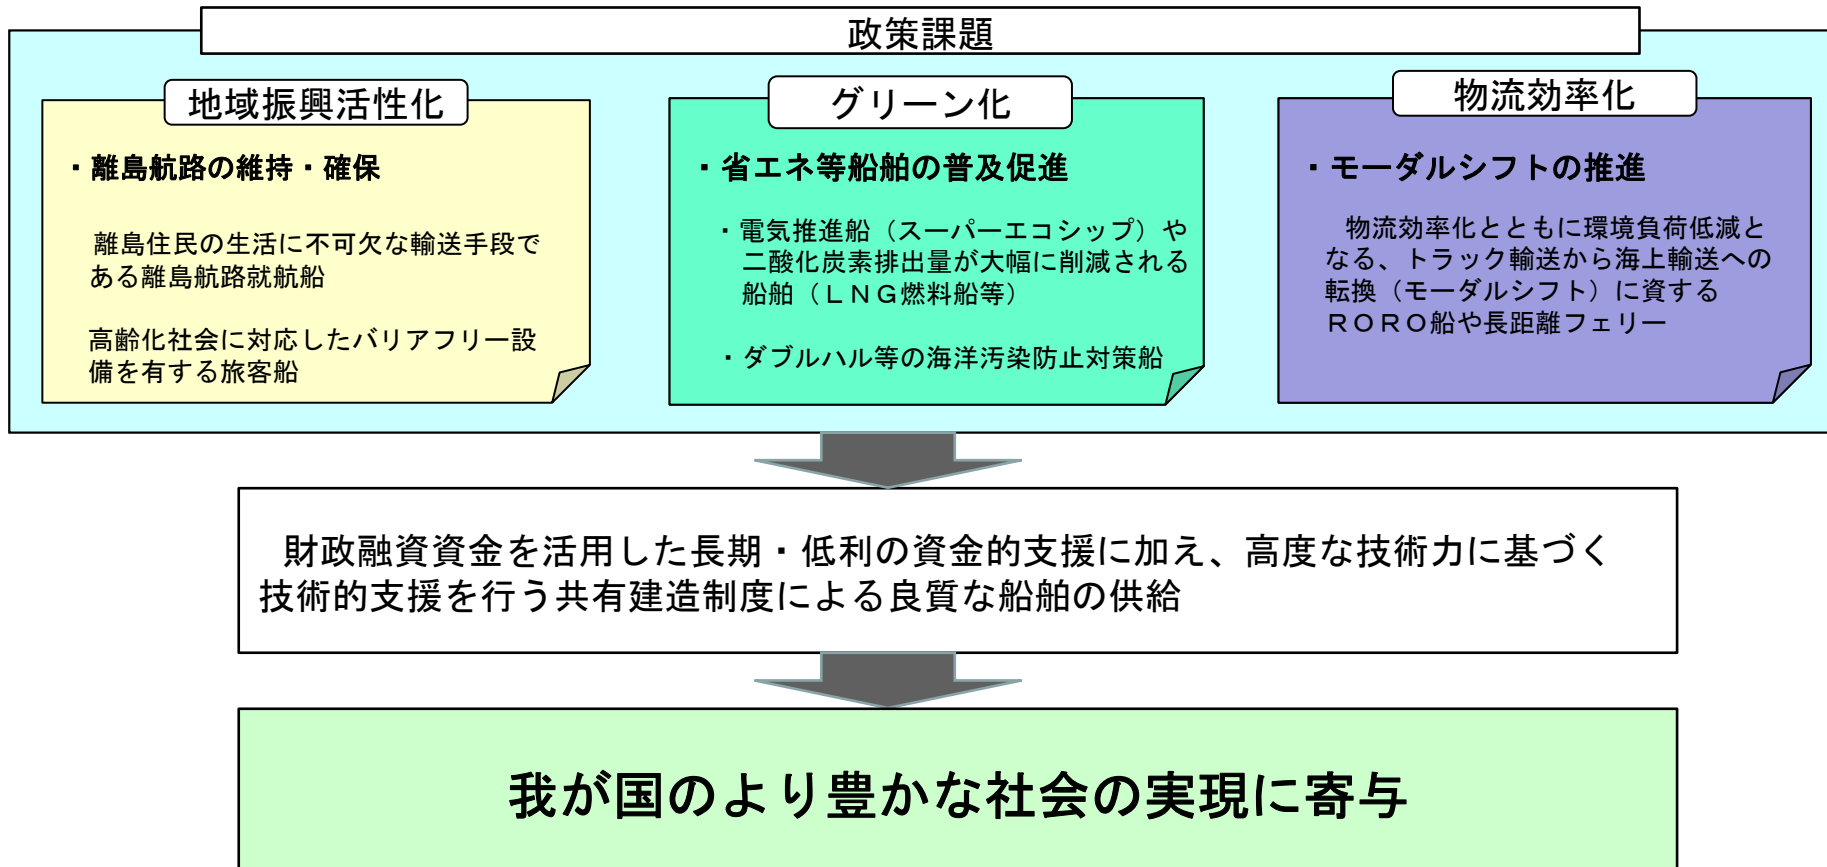 政策課題
地域振興活性化
・離島航路の維持・確保
離島住民の生活に不可欠な輸送手段で
ある離島航路就航船
高齢化社会に対応したバリアフリー設
備を有する旅客船
グリーン化
・省エネ等船舶の普及促進
・電気推進船（スーパーエコシップ）や
二酸化炭素排出量が大幅に削減される
船舶（ＬＮＧ燃料船等）
・ダブルハル等の海洋汚染防止対策船
物流効率化
・モーダルシフトの推進
物流効率化とともに環境負荷低減と
なる、トラック輸送から海上輸送への
転換（モーダルシフト）に資する
ＲＯＲＯ船や長距離フェリー
財政融資資金を活用した長期・低利の資金的支援に加え、高度な技術力に基づく
技術的支援を行う共有建造制度による良質な船舶の供給
我が国のより豊かな社会の実現に寄与